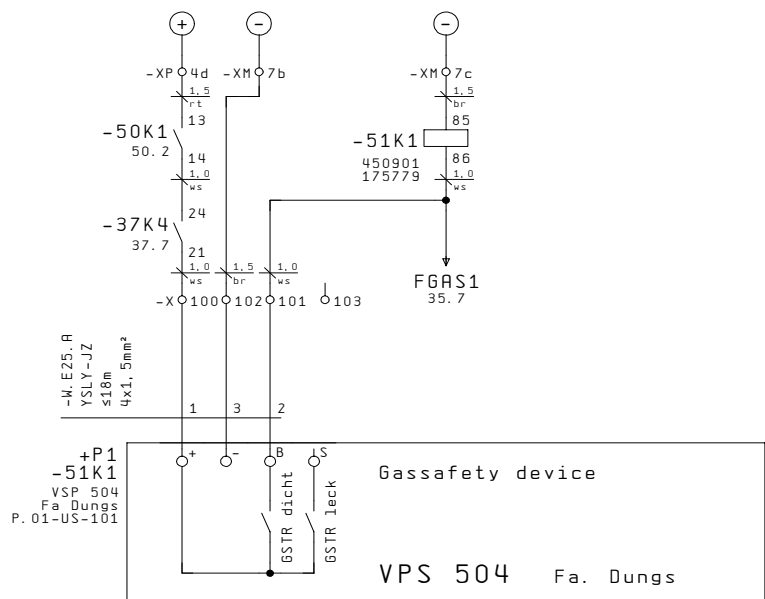 +
-
-
-XP 4d
-XM 7b
-XM 7c
1,5
rt
1,5
br
13
-50K1
50.2
14
85
-51K1
86
450901
175779
1,0
ws
1,0
ws
24
-37K4
37.7
21
1,0
ws
1,5
br
1,0
ws
FGAS1
35.7
-X 100 102 101 103
-W.E25.A
YSLY-JZ
≤18m
4x1,5mm²
1 3 2
+P1
-51K1
VSP 504
Fa Dungs
P.01-US-101
+ - B S
Gassafety device
GSTR dicht
GSTR leck
VPS 504 Fa. Dungs